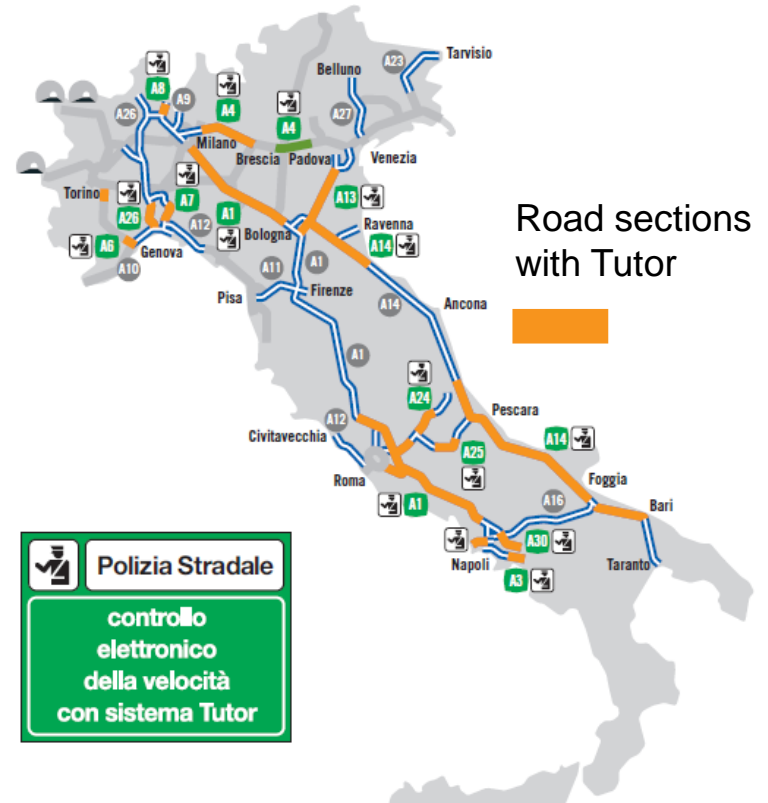 Tarvisio
A23
Belluno
A8
A9
A4
A4
A27
A26
Milano
Brescia
Padova
Venezia
Torino
A26
A7
A1
A13
Ravenna
A14
A6
A12
Bologna
A10
Genova
A11
A1
Pisa
Firenze
A14
Ancona
A1
A24
Pescara
A12
Civitavecchia
A25
A14
Roma
Foggia
A1
A16
Bari
A30
Napoli
A3
Taranto
Road sections
with Tutor
Polizia Stradale
controllo
elettronico
della velocità
con sistema Tutor